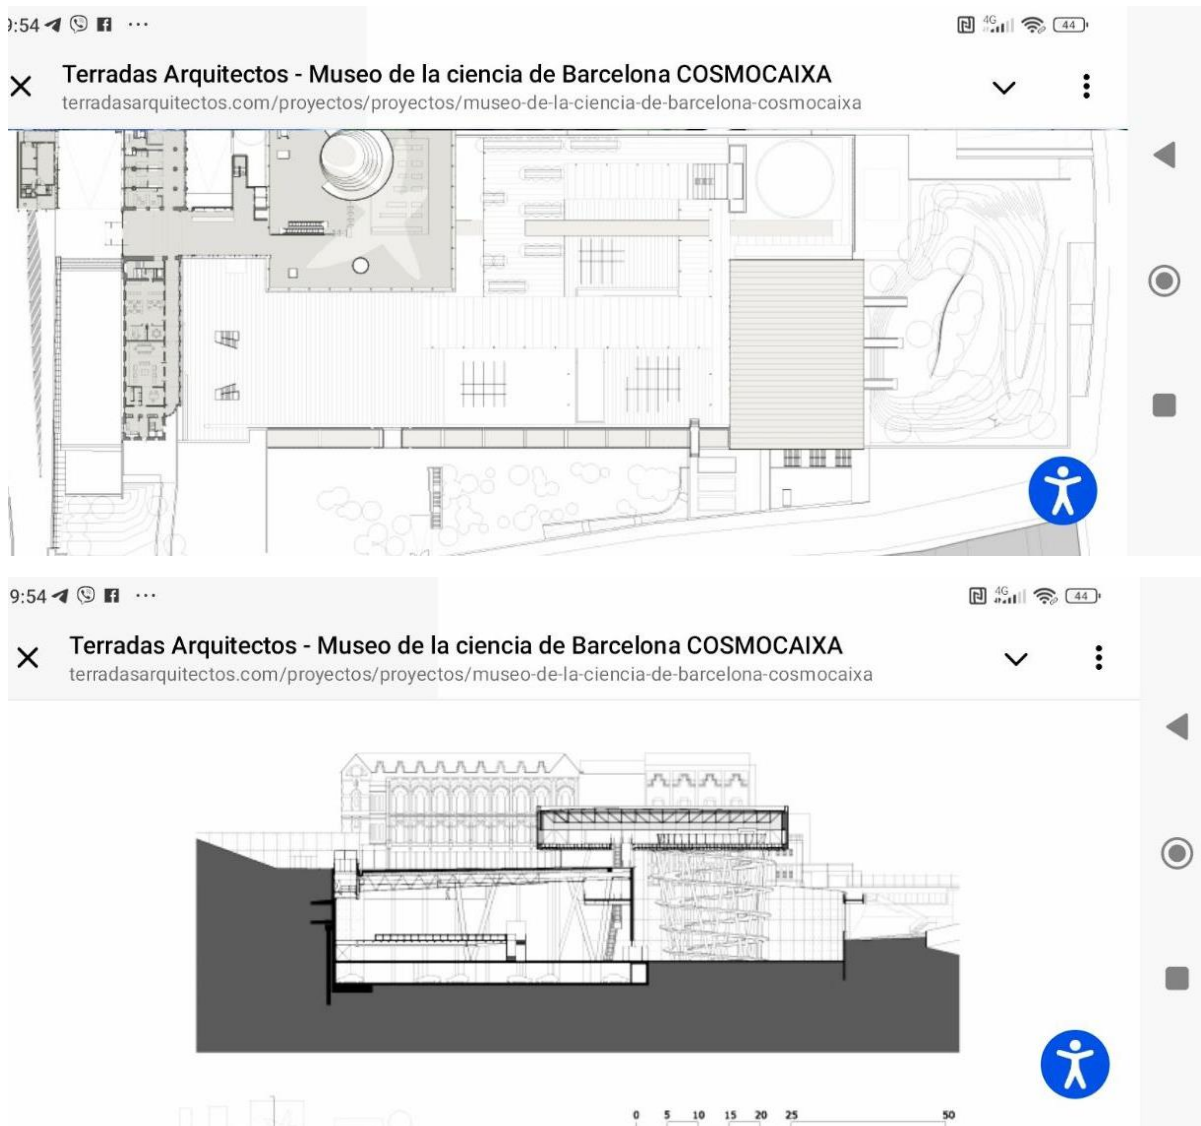 9:54
4G
44
Terradas Arquitectos - Museo de la ciencia de Barcelona COSMOCAIXA
terradasarquitectos.com/proyectos/proyectos/museo-de-la-ciencia-de-barcelona-cosmocaixa
9:54
4G
44
Terradas Arquitectos - Museo de la ciencia de Barcelona COSMOCAIXA
terradasarquitectos.com/proyectos/proyectos/museo-de-la-ciencia-de-barcelona-cosmocaixa
0 5 10 15 20 25 50